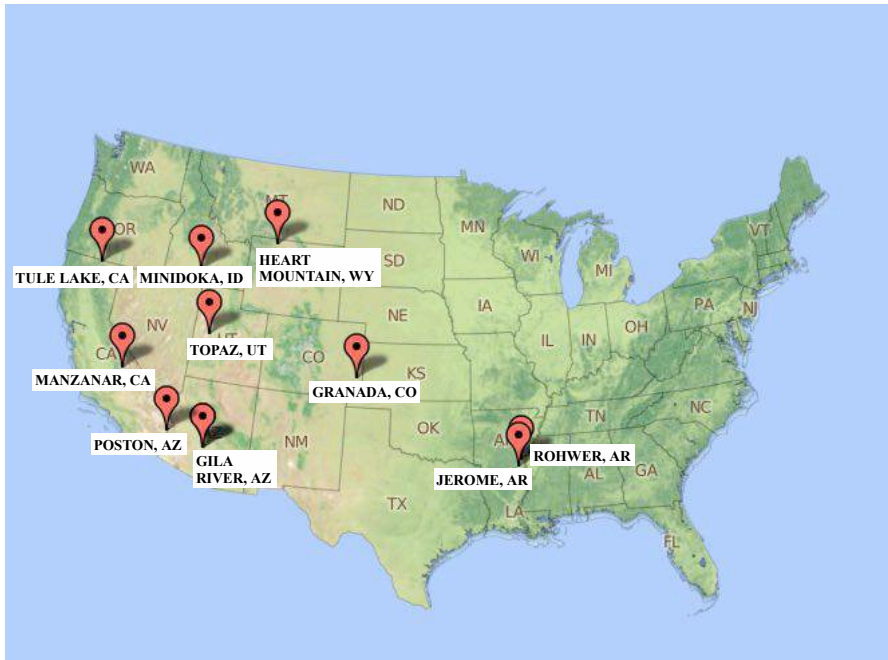 WA
MT
ND
MN
VT
OR
WI
SD
MI
TULE LAKE, CA
MINIDOKA, ID
HEART
MOUNTAIN, WY
NE
IA
PA
NJ
NV
UT
TOPAZ, UT
CO
IL
IN
OH
CA
MANZANAR, CA
GRANADA, CO
KS
POSTON, AZ
GILA
RIVER, AZ
NM
OK
AR
TN
NC
ROHWER, AR
JEROME, AR
AL
GA
TX
LA
FL